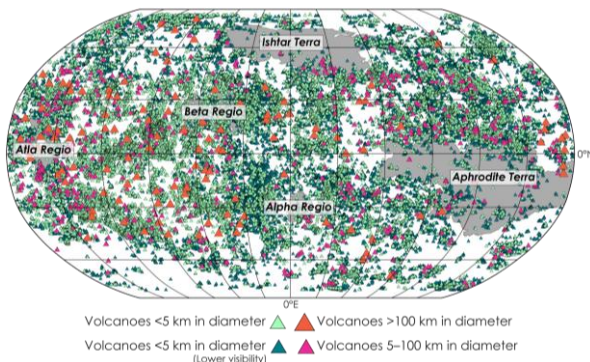 Ishtar Terra
Beta Regio
Atla Regio
0°N
Aphrodite Terra
Alpha Regio
0°E
Volcanoes <5 km in diameter
Volcanoes >100 km in diameter
Volcanoes <5 km in diameter
(Lower visibility)
Volcanoes 5–100 km in diameter